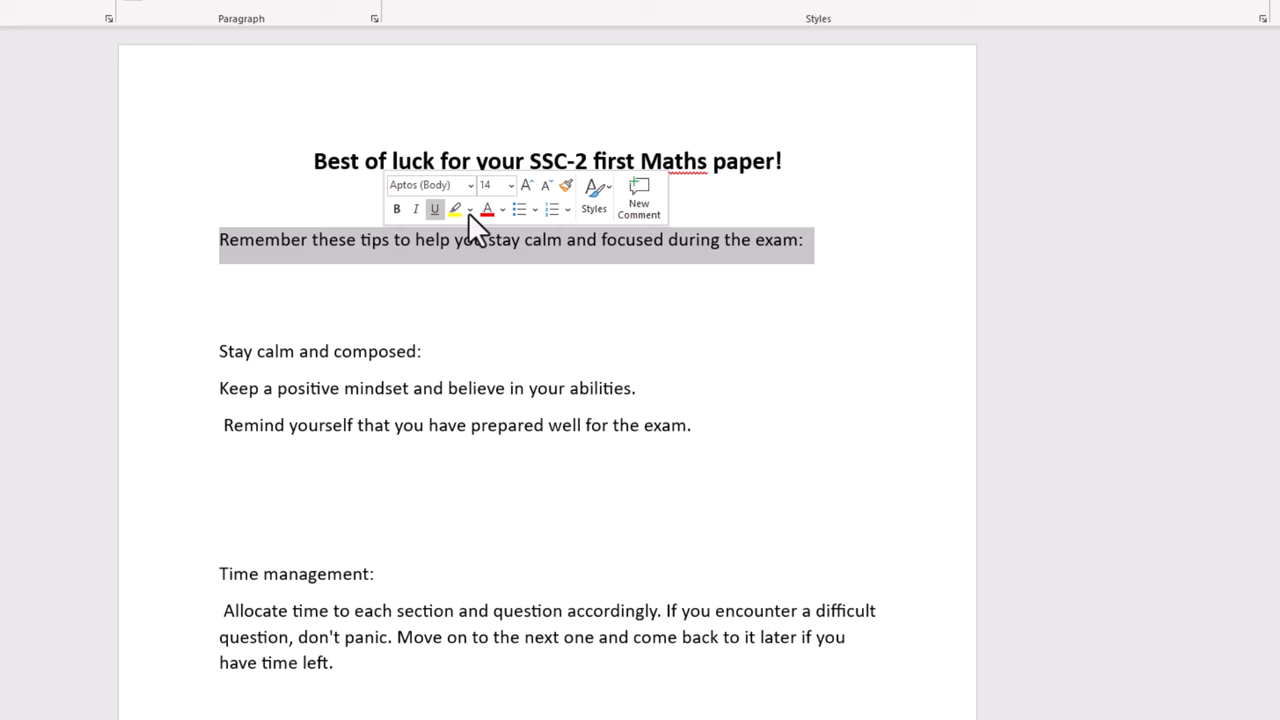 Paragraph
Styles
Best of luck for your SSC-2 first Maths paper!
Aptos (Body) 14 A A A Styles New Comment
B I U A
Remember these tips to help you stay calm and focused during the exam:
Stay calm and composed:
Keep a positive mindset and believe in your abilities.
Remind yourself that you have prepared well for the exam.
Time management:
Allocate time to each section and question accordingly. If you encounter a difficult
question, don't panic. Move on to the next one and come back to it later if you
have time left.